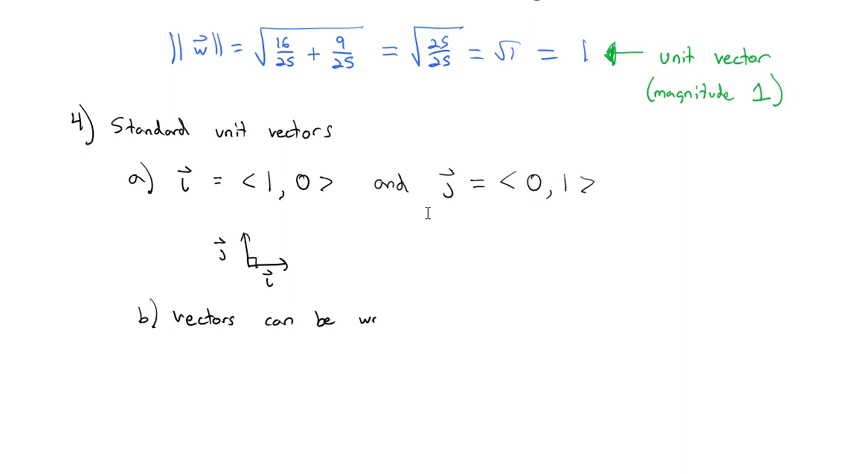 ||w⃗|| = √(16/25 + 9/25) = √(25/25) = √1 = 1 ← unit vector
(magnitude 1)
4) Standard unit vectors
a) i⃗ = <1, 0> and j⃗ = <0, 1>
j⃗
i⃗
b) vectors can be wr